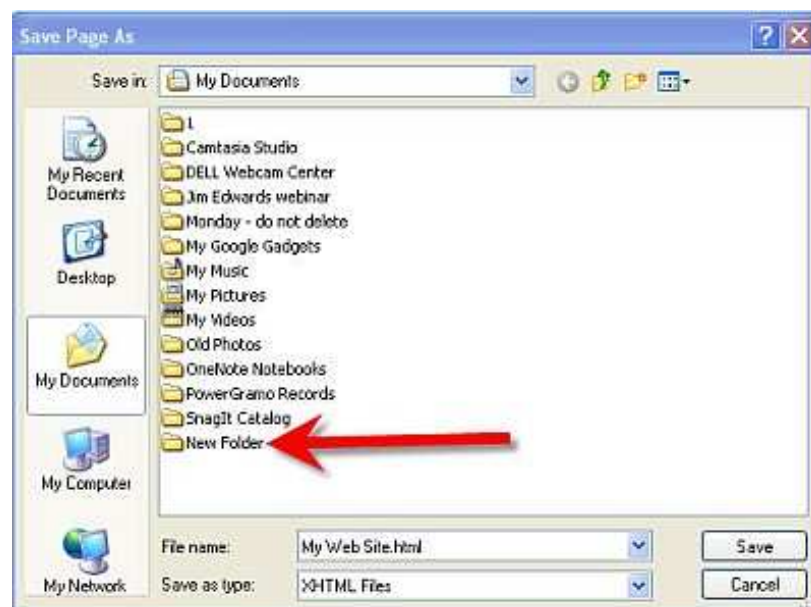 Save Page As
Save in: My Documents
My Recent
Documents
Desktop
My Documents
My Computer
My Network
1
Camtasia Studio
DELL Webcam Center
Jim Edwards webinar
Monday - do not delete
My Google Gadgets
My Music
My Pictures
My Videos
Old Photos
OneNote Notebooks
PowerGramo Records
SnagIt Catalog
New Folder
File name: My Web Site.html
Save
Save as type: XHTML Files
Cancel